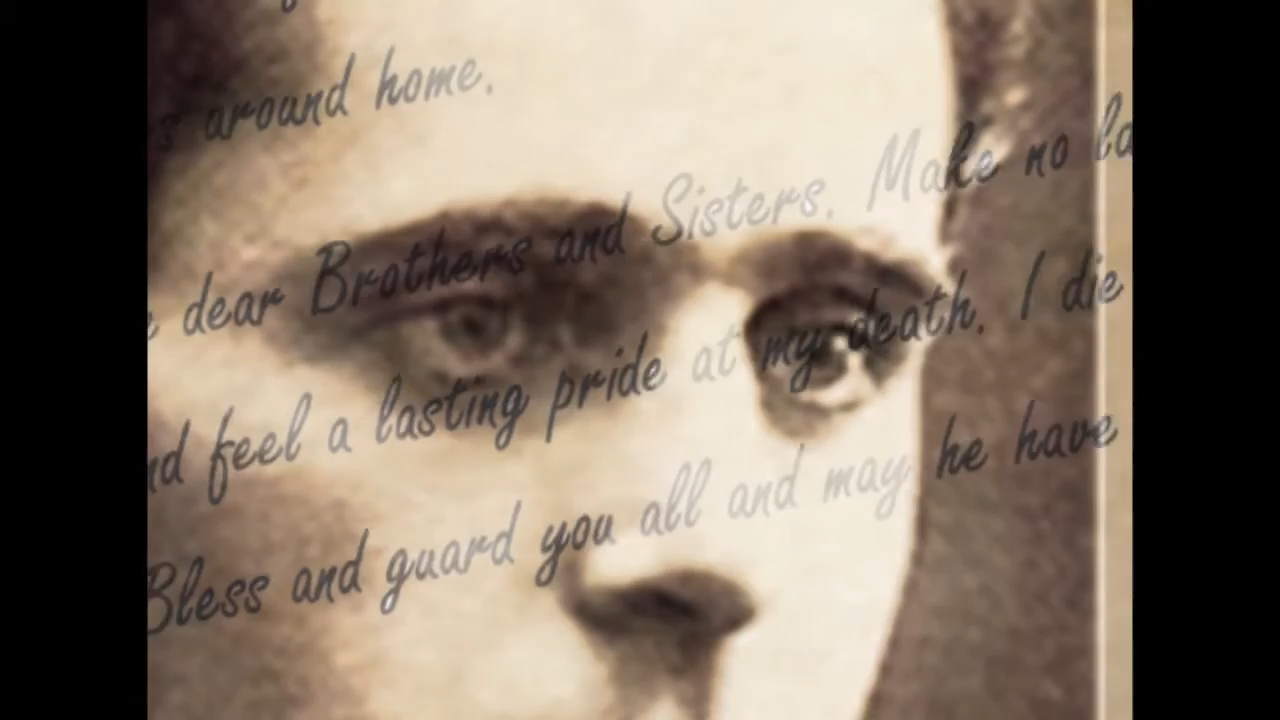 around home.
dear Brothers and Sisters. Make no
feel a lasting pride at my death. I die
Bless and guard you all and may he have